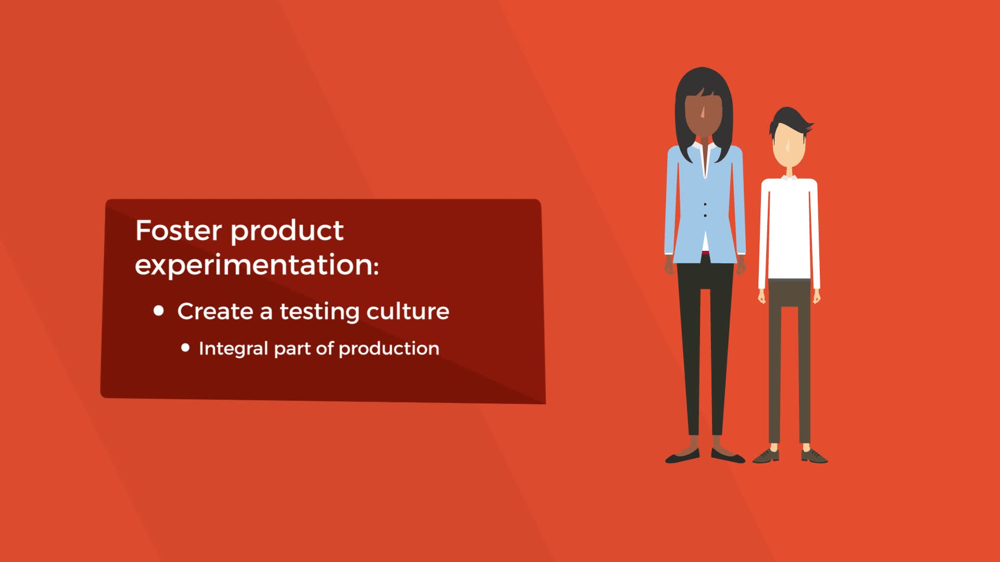 Foster product
experimentation:
• Create a testing culture
• Integral part of production